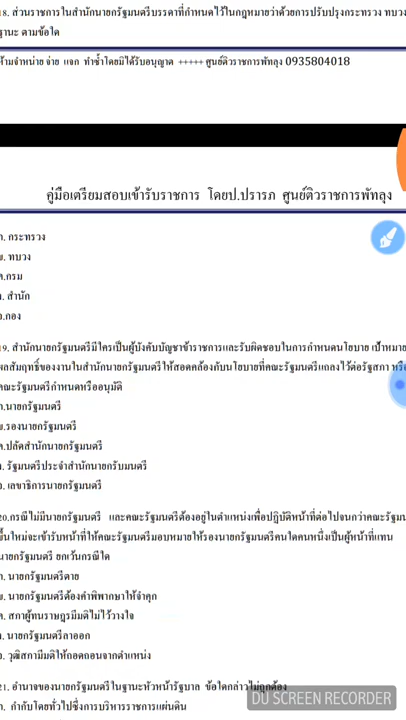 18. ส่วนราชการในสำนักนายกรัฐมนตรีบรรดาที่กำหนดไว้ในกฎหมายว่าด้วยการปรับปรุงกระทรวง ทบวง
ฐานะ ตามข้อใด
ห้ามจำหน่าย จ่าย แจก ทำซ้ำโดยมิได้รับอนุญาต +++++ ศูนย์ติวราชการพัทลุง 0935804018
คู่มือเตรียมสอบเข้ารับราชการ โดยป.ปรารภ ศูนย์ติวราชการพัทลุง
ก. กระทรวง
ข. ทบวง
ค.กรม
ง. สำนัก
จ.กอง
19. สำนักนายกรัฐมนตรีมีใครเป็นผู้บังคับบัญชาข้าราชการและรับผิดชอบในการกำหนดนโยบาย เป้าหมาย
ผลสัมฤทธิ์ของงานในสำนักนายกรัฐมนตรีให้สอดคล้องกับนโยบายที่คณะรัฐมนตรีแถลงไว้ต่อรัฐสภา หรือ
คณะรัฐมนตรีกำหนดหรืออนุมัติ
ก.นายกรัฐมนตรี
ข.รองนายกรัฐมนตรี
ค.ปลัดสำนักนายกรัฐมนตรี
ง. รัฐมนตรีประจำสำนักนายกรับมนตรี
จ. เลขาธิการนายกรัฐมนตรี
20.กรณีไม่มีนายกรัฐมนตรี และคณะรัฐมนตรีต้องอยู่ในตำแหน่งเพื่อปฏิบัติหน้าที่ต่อไปจนกว่าคณะรัฐมน
ขึ้นใหม่จะเข้ารับหน้าที่ให้คณะรัฐมนตรีมอบหมายให้รองนายกรัฐมนตรีคนใดคนหนึ่งเป็นผู้หน้าที่แทน
นายกรัฐมนตรี ยกเว้นกรณีใด
ก. นายกรัฐมนตรีตาย
ข. นายกรัฐมนตรีต้องคำพิพากษาให้จำคุก
ค. สภาผู้ทนราษฎรมีมติไม่ไว้วางใจ
ง. นายกรัฐมนตรีลาออก
จ. วุฒิสภามีมติให้ถอดถอนจากตำแหน่ง
21. อำนาจของนายกรัฐมนตรีในฐานะหัวหน้ารัฐบาล ข้อใดกล่าวไม่ถูกต้อง
ก. กำกับโดยทั่วไปซึ่งการบริหารราชการแผ่นดิน
DU SCREEN RECORDER